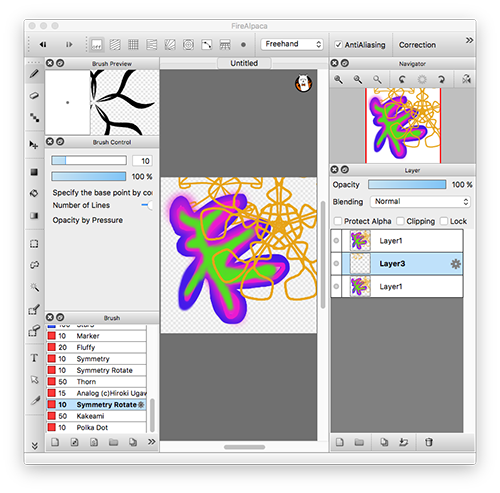 FireAlpaca
Freehand
AntiAliasing
Correction
Brush Preview
Untitled
Navigator
Brush Control
10
100 %
Specify the base point by
Number of Lines
Opacity by Pressure
Layer
Opacity
100 %
Blending
Normal
Protect Alpha
Clipping
Lock
Layer1
Layer3
Layer1
Brush
100 Stars
10 Marker
20 Fluffy
10 Symmetry
10 Symmetry Rotate
50 Thorn
15 Analog (c)Hiroki Ugaw
10 Symmetry Rotate
50 Kakeami
10 Polka Dot
T